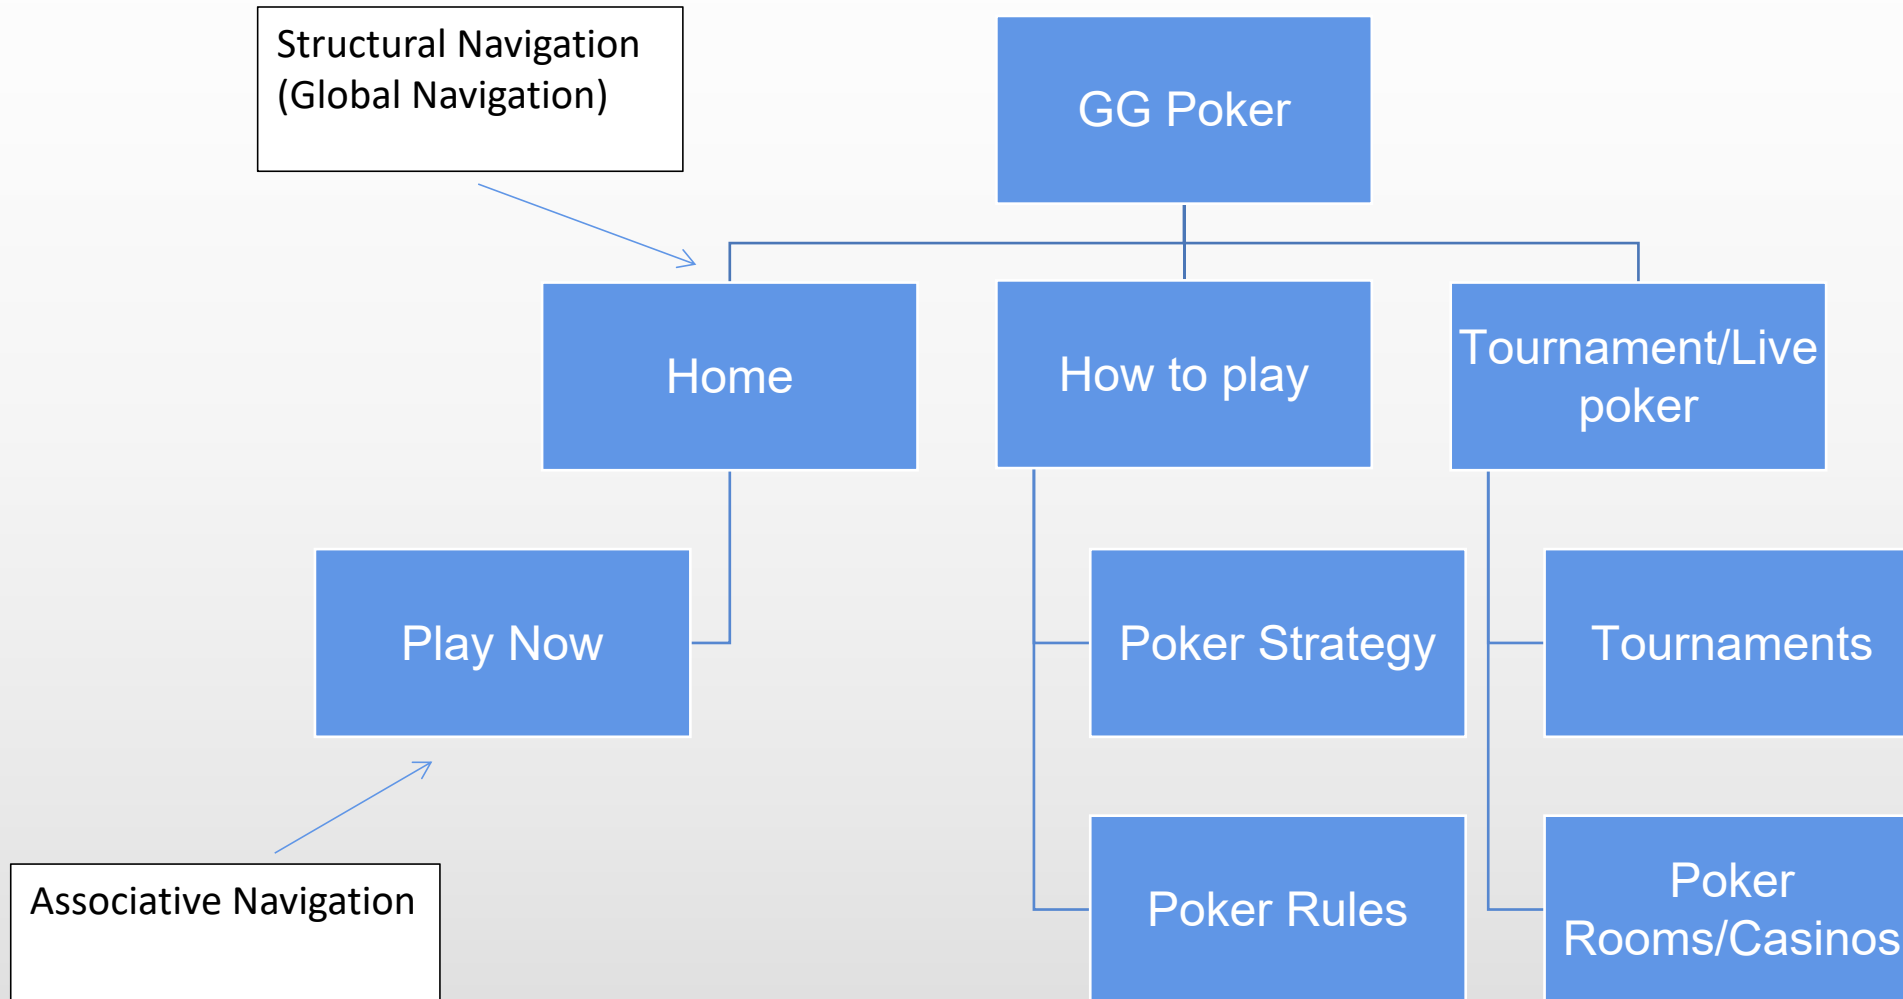 Structural Navigation
(Global Navigation)
GG Poker
Home
How to play
Tournament/Live
poker
Play Now
Poker Strategy
Tournaments
Associative Navigation
Poker Rules
Poker
Rooms/Casinos